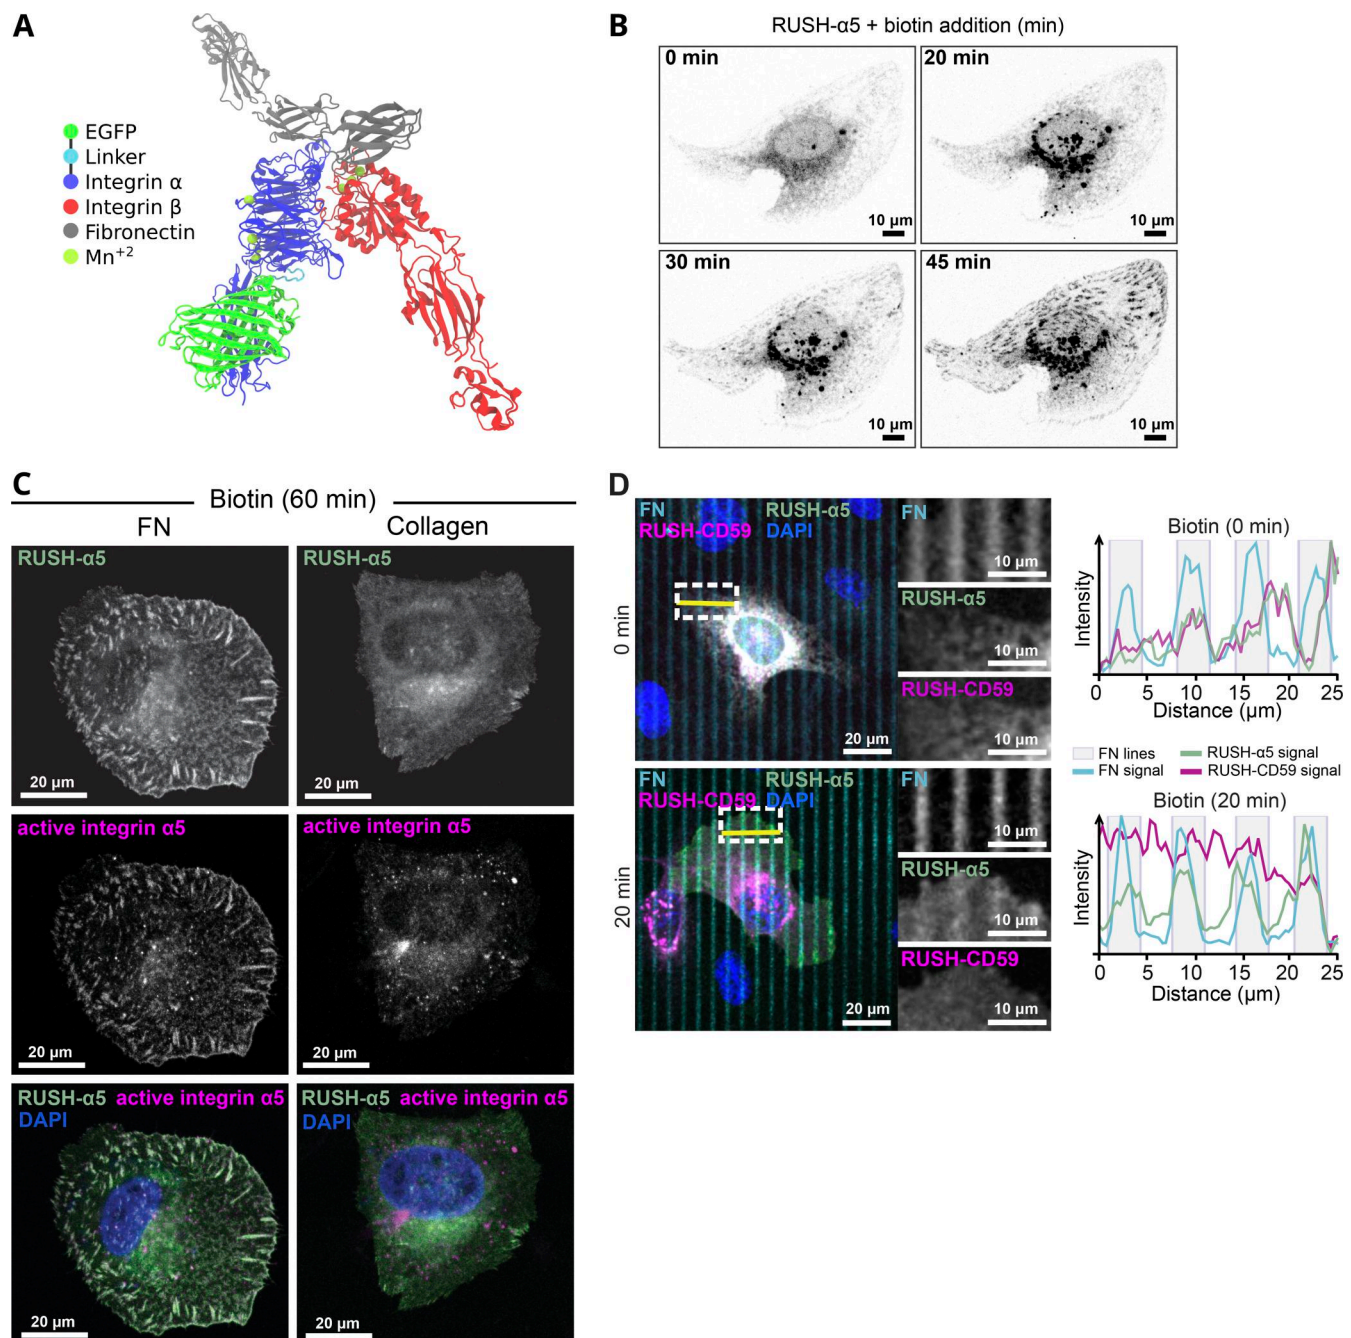 A
EGFP
Linker
Integrin α
Integrin β
Fibronectin
Mn+2
B
RUSH-α5 + biotin addition (min)
0 min
10 µm
20 min
10 µm
30 min
10 µm
45 min
10 µm
C
Biotin (60 min)
FN
Collagen
RUSH-α5
20 µm
RUSH-α5
20 µm
active integrin α5
20 µm
active integrin α5
20 µm
RUSH-α5 active integrin α5
DAPI
20 µm
RUSH-α5 active integrin α5
DAPI
20 µm
D
0 min
FN RUSH-α5
RUSH-CD59 DAPI
20 µm
FN
10 µm
RUSH-α5
10 µm
RUSH-CD59
10 µm
Biotin (0 min)
Intensity
0 5 10 15 20 25
Distance (µm)
FN lines RUSH-α5 signal
FN signal RUSH-CD59 signal
20 min
FN RUSH-α5
RUSH-CD59 DAPI
20 µm
FN
10 µm
RUSH-α5
10 µm
RUSH-CD59
10 µm
Biotin (20 min)
Intensity
0 5 10 15 20 25
Distance (µm)